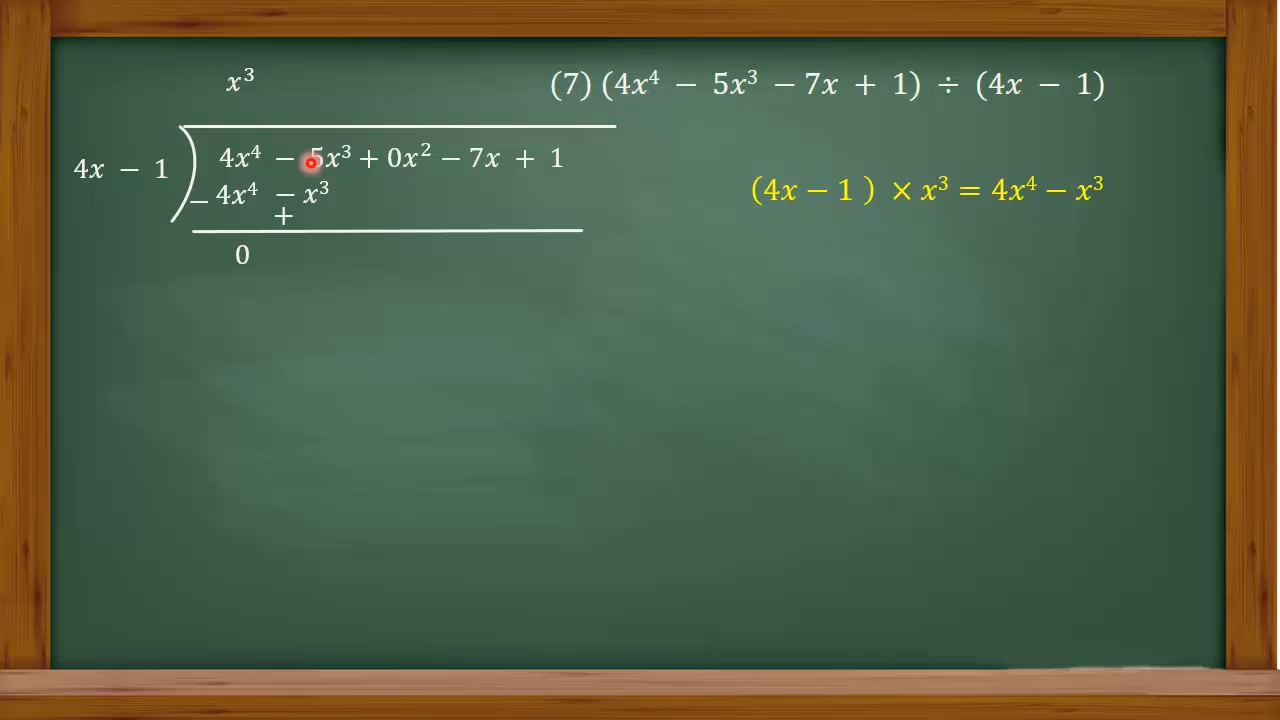 x³
(7) (4x⁴ − 5x³ − 7x + 1) ÷ (4x − 1)
4x − 1 ) 4x⁴ − 5x³ + 0x² − 7x + 1
− 4x⁴ − x³
+
(4x − 1 ) × x³ = 4x⁴ − x³
0